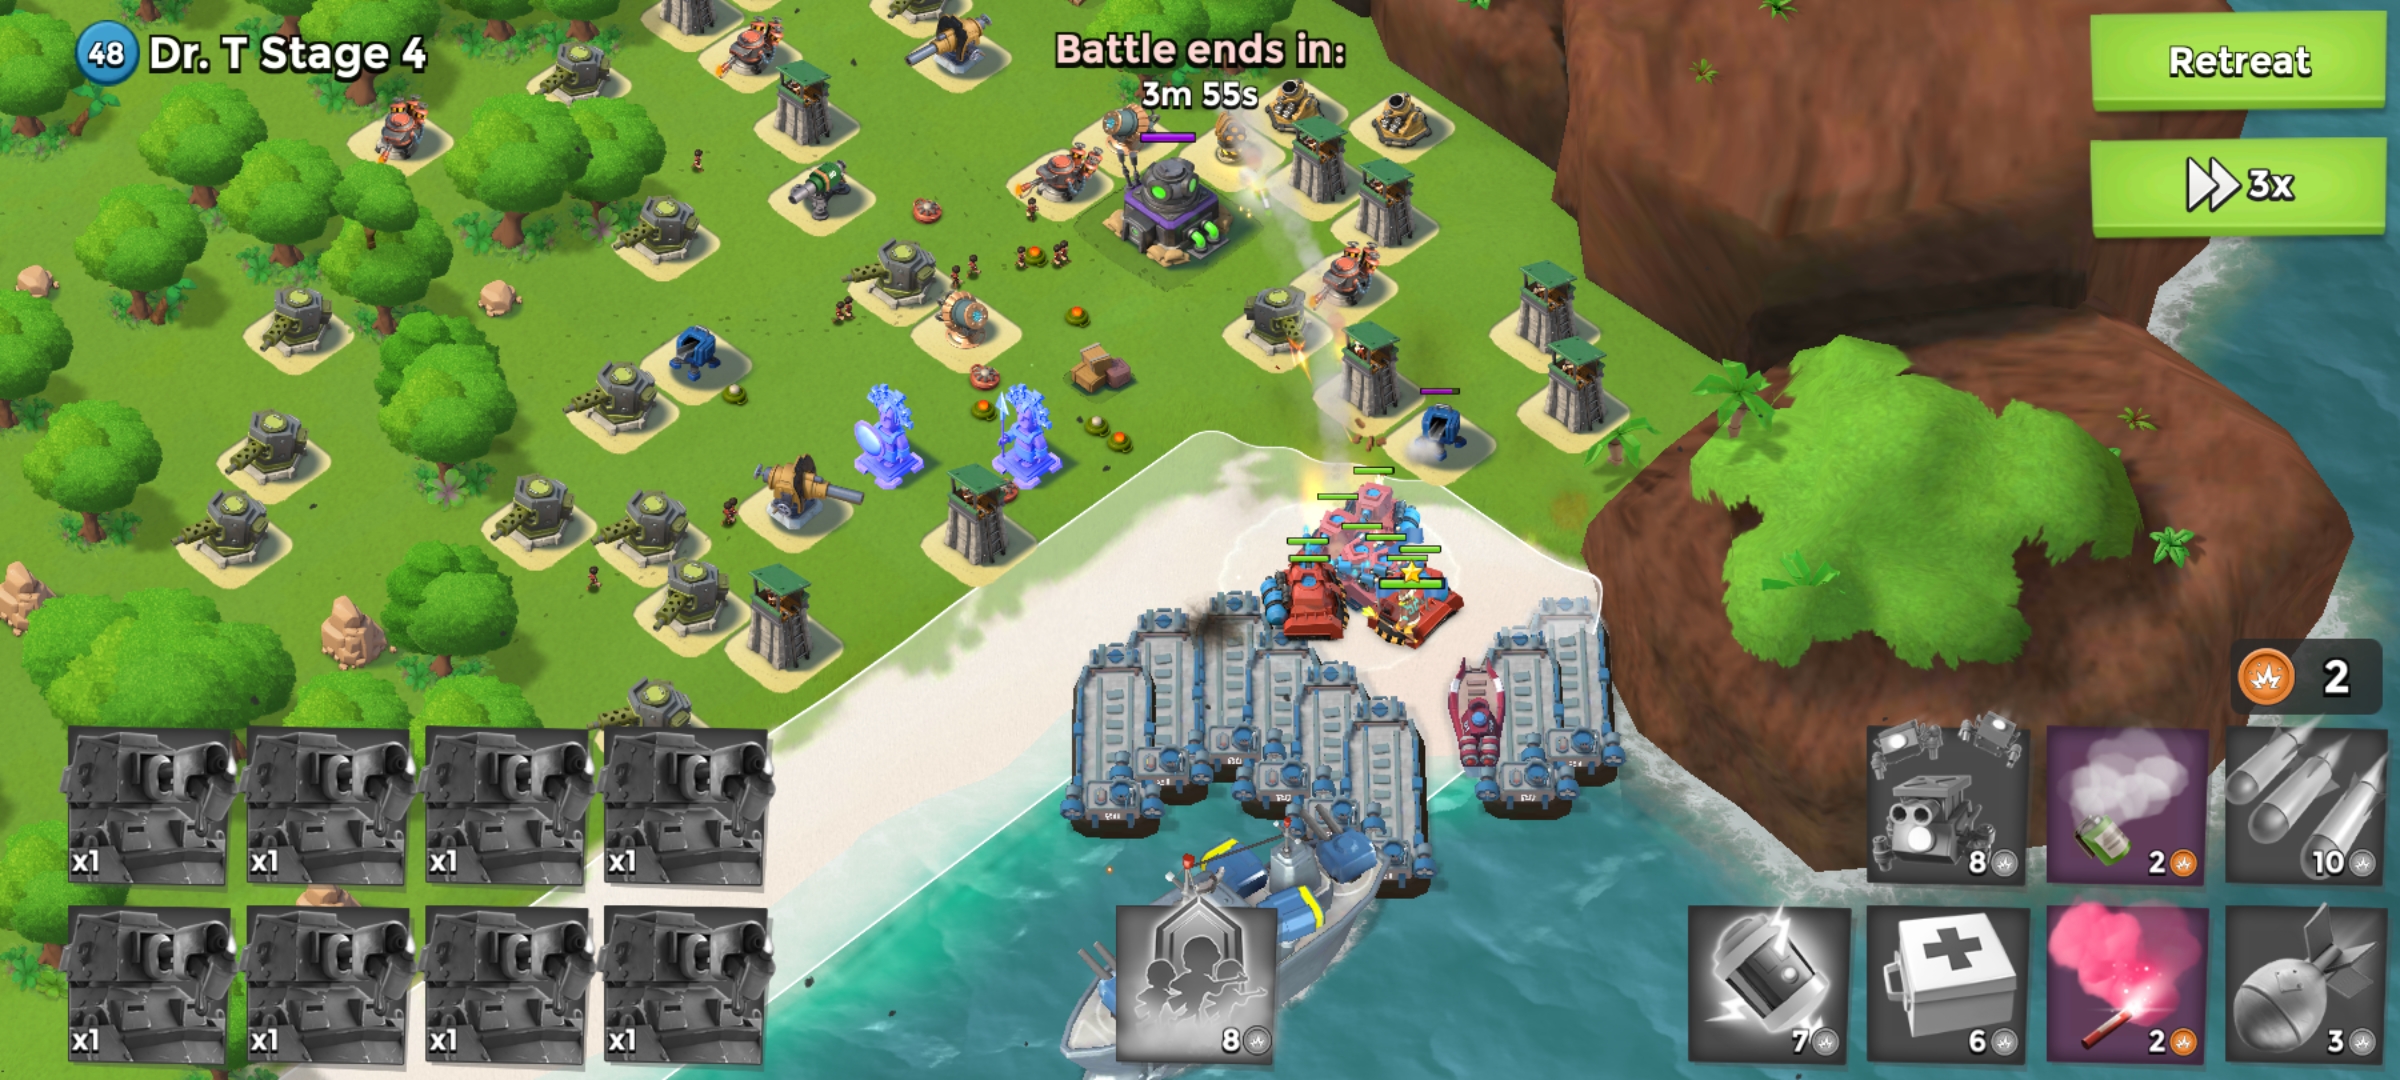 48 Dr. T Stage 4
Battle ends in:
3m 55s
Retreat
3x
2
x1 x1 x1 x1
8 2 10
x1 x1 x1 x1
8
7 6 2 3